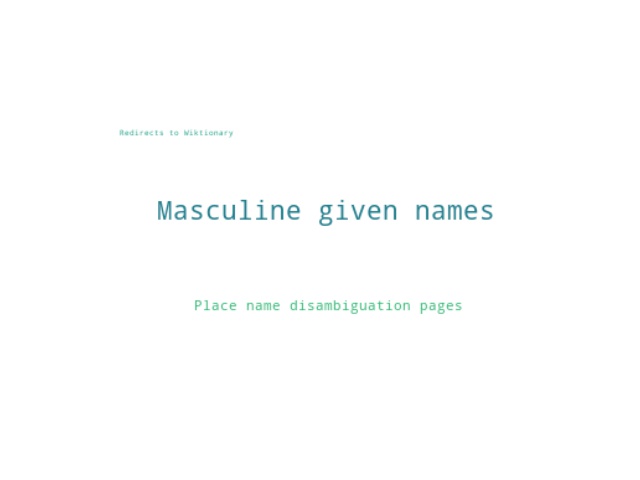 Redirects to Wiktionary
Masculine given names
Place name disambiguation pages